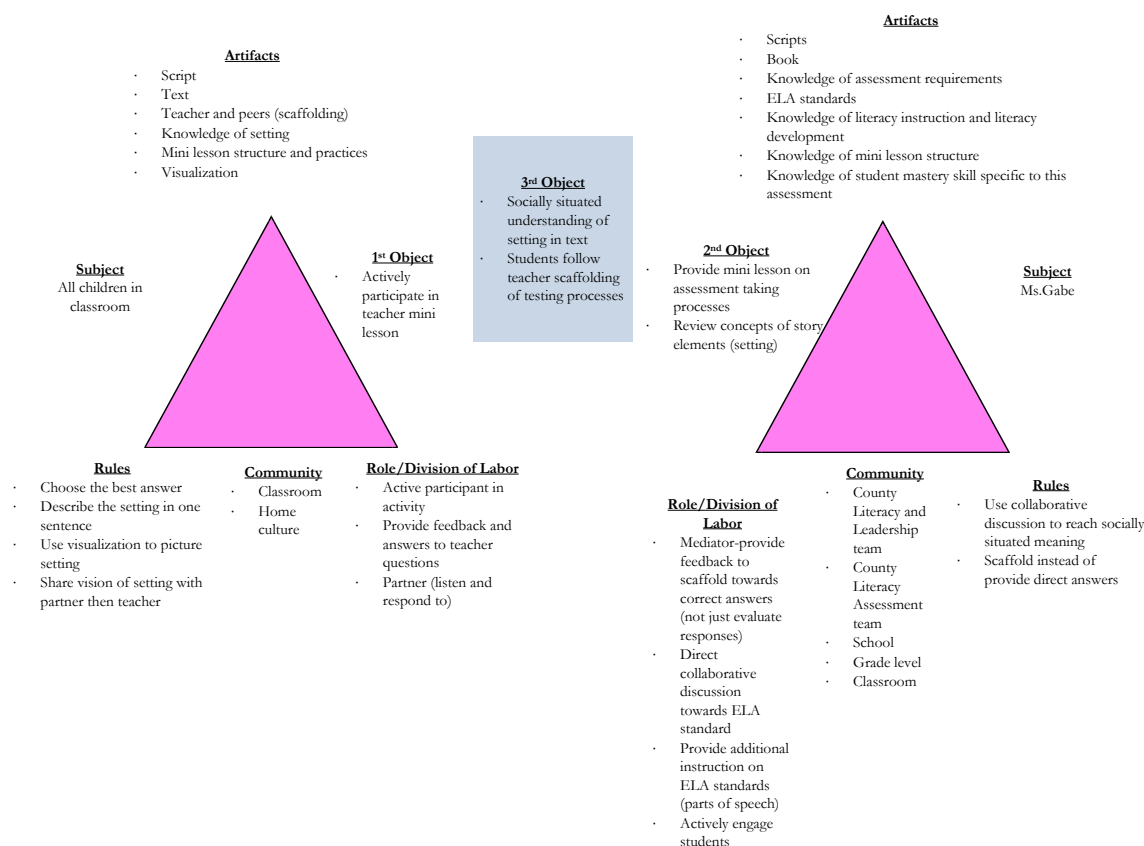 Artifacts
· Script
· Text
· Teacher and peers (scaffolding)
· Knowledge of setting
· Mini lesson structure and practices
· Visualization
Subject
All children in
classroom
1st Object
· Actively
participate in
teacher mini
lesson
Rules
· Choose the best answer
· Describe the setting in one
sentence
· Use visualization to picture
setting
· Share vision of setting with
partner then teacher
Community
· Classroom
· Home
culture
Role/Division of Labor
· Active participant in
activity
· Provide feedback and
answers to teacher
questions
· Partner (listen and
respond to)
3rd Object
· Socially situated
understanding of
setting in text
· Students follow
teacher scaffolding
of testing processes
Artifacts
· Scripts
· Book
· Knowledge of assessment requirements
· ELA standards
· Knowledge of literacy instruction and literacy
development
· Knowledge of mini lesson structure
· Knowledge of student mastery skill specific to this
assessment
2nd Object
· Provide mini lesson on
assessment taking
processes
· Review concepts of story
elements (setting)
Subject
Ms.Gabe
Role/Division of
Labor
· Mediator-provide
feedback to
scaffold towards
correct answers
(not just evaluate
responses)
· Direct
collaborative
discussion
towards ELA
standard
· Provide additional
instruction on
ELA standards
(parts of speech)
· Actively engage
students
Community
· County
Literacy and
Leadership
team
· County
Literacy
Assessment
team
· School
· Grade level
· Classroom
Rules
· Use collaborative
discussion to reach socially
situated meaning
· Scaffold instead of
provide direct answers